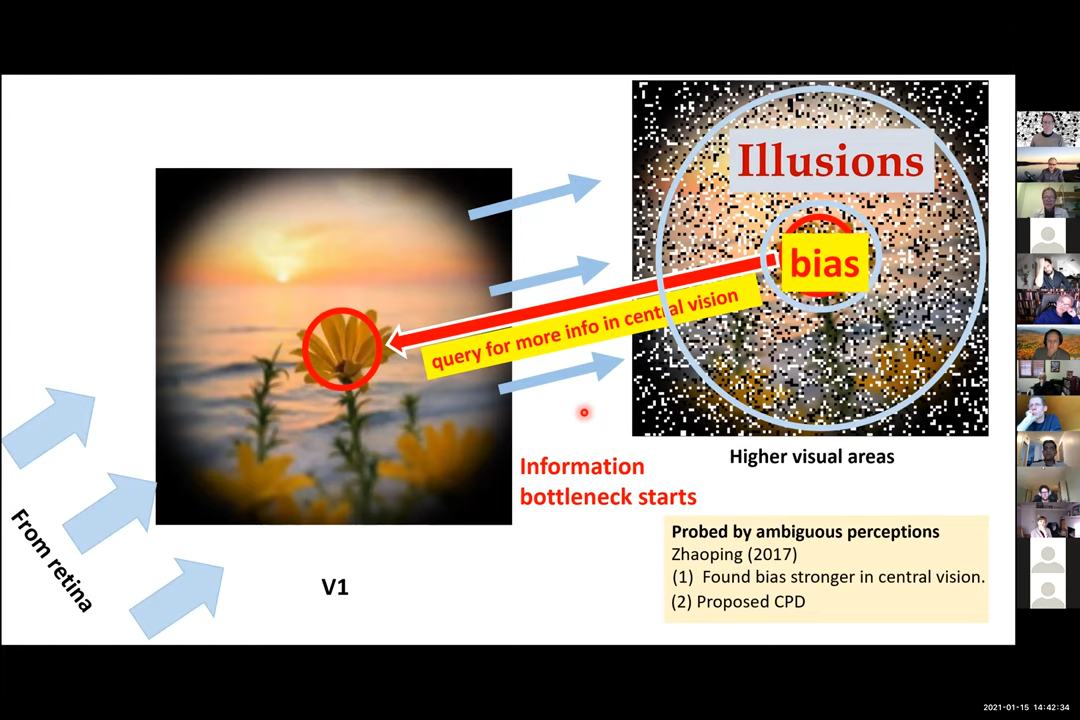 Illusions
bias
query for more info in central vision
Higher visual areas
Information
bottleneck starts
From retina
V1
Probed by ambiguous perceptions
Zhaoping (2017)
(1) Found bias stronger in central vision.
(2) Proposed CPD
2021-01-15 14:42:34